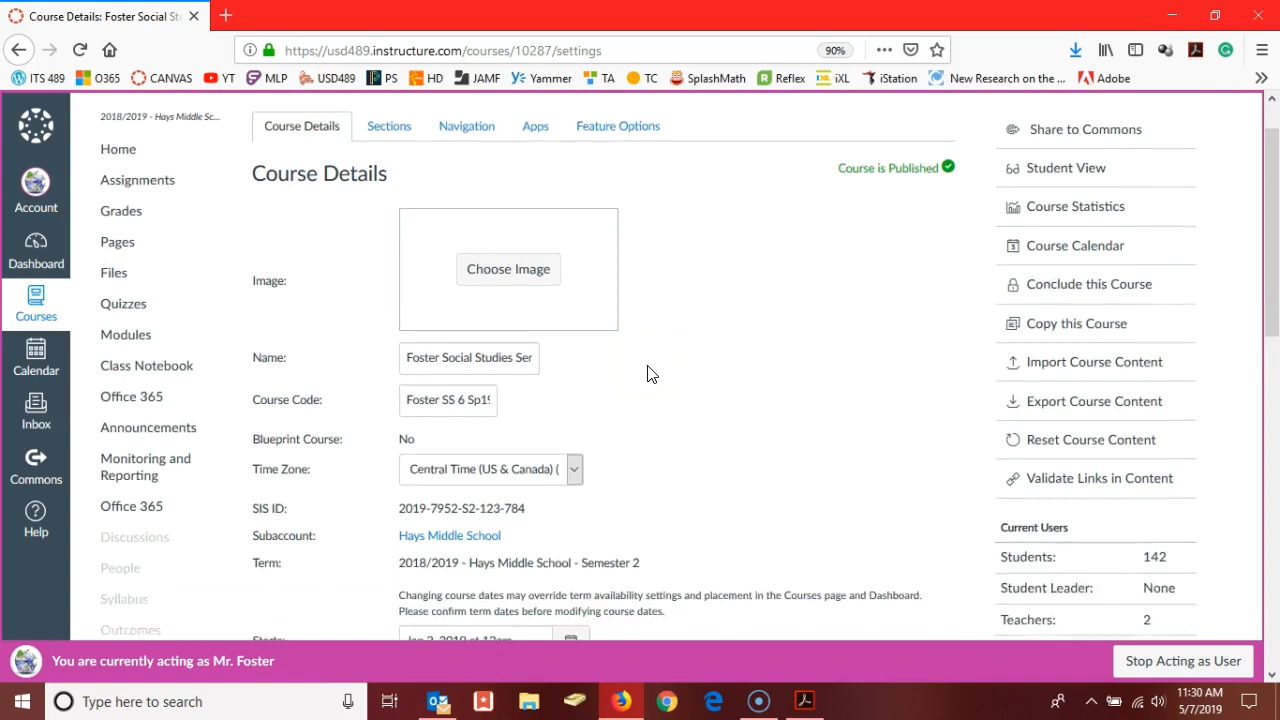 Course Details: Foster Social Stu
https://usd489.instructure.com/courses/10287/settings
90%
ITS 489 O365 CANVAS YT MLP USD489 PS HD JAMF Yammer TA TC SplashMath Reflex iXL iStation New Research on the ... Adobe
Account
Dashboard
Courses
Calendar
Inbox
Commons
Help
2018/2019 - Hays Middle Sc...
Home
Assignments
Grades
Pages
Files
Quizzes
Modules
Class Notebook
Office 365
Announcements
Monitoring and
Reporting
Office 365
Discussions
People
Syllabus
Outcomes
Course Details Sections Navigation Apps Feature Options
Course Details
Course is Published
Image:
Choose Image
Name: Foster Social Studies Ser
Course Code: Foster SS 6 Sp19
Blueprint Course: No
Time Zone: Central Time (US & Canada) (
SIS ID: 2019-7952-S2-123-784
Subaccount: Hays Middle School
Term: 2018/2019 - Hays Middle School - Semester 2
Changing course dates may override term availability settings and placement in the Courses page and Dashboard.
Please confirm term dates before modifying course dates.
Starts: Jan 3, 2019 at 12am
Share to Commons
Student View
Course Statistics
Course Calendar
Conclude this Course
Copy this Course
Import Course Content
Export Course Content
Reset Course Content
Validate Links in Content
Current Users
Students: 142
Student Leader: None
Teachers: 2
You are currently acting as Mr. Foster
Stop Acting as User
Type here to search
11:30 AM
5/7/2019